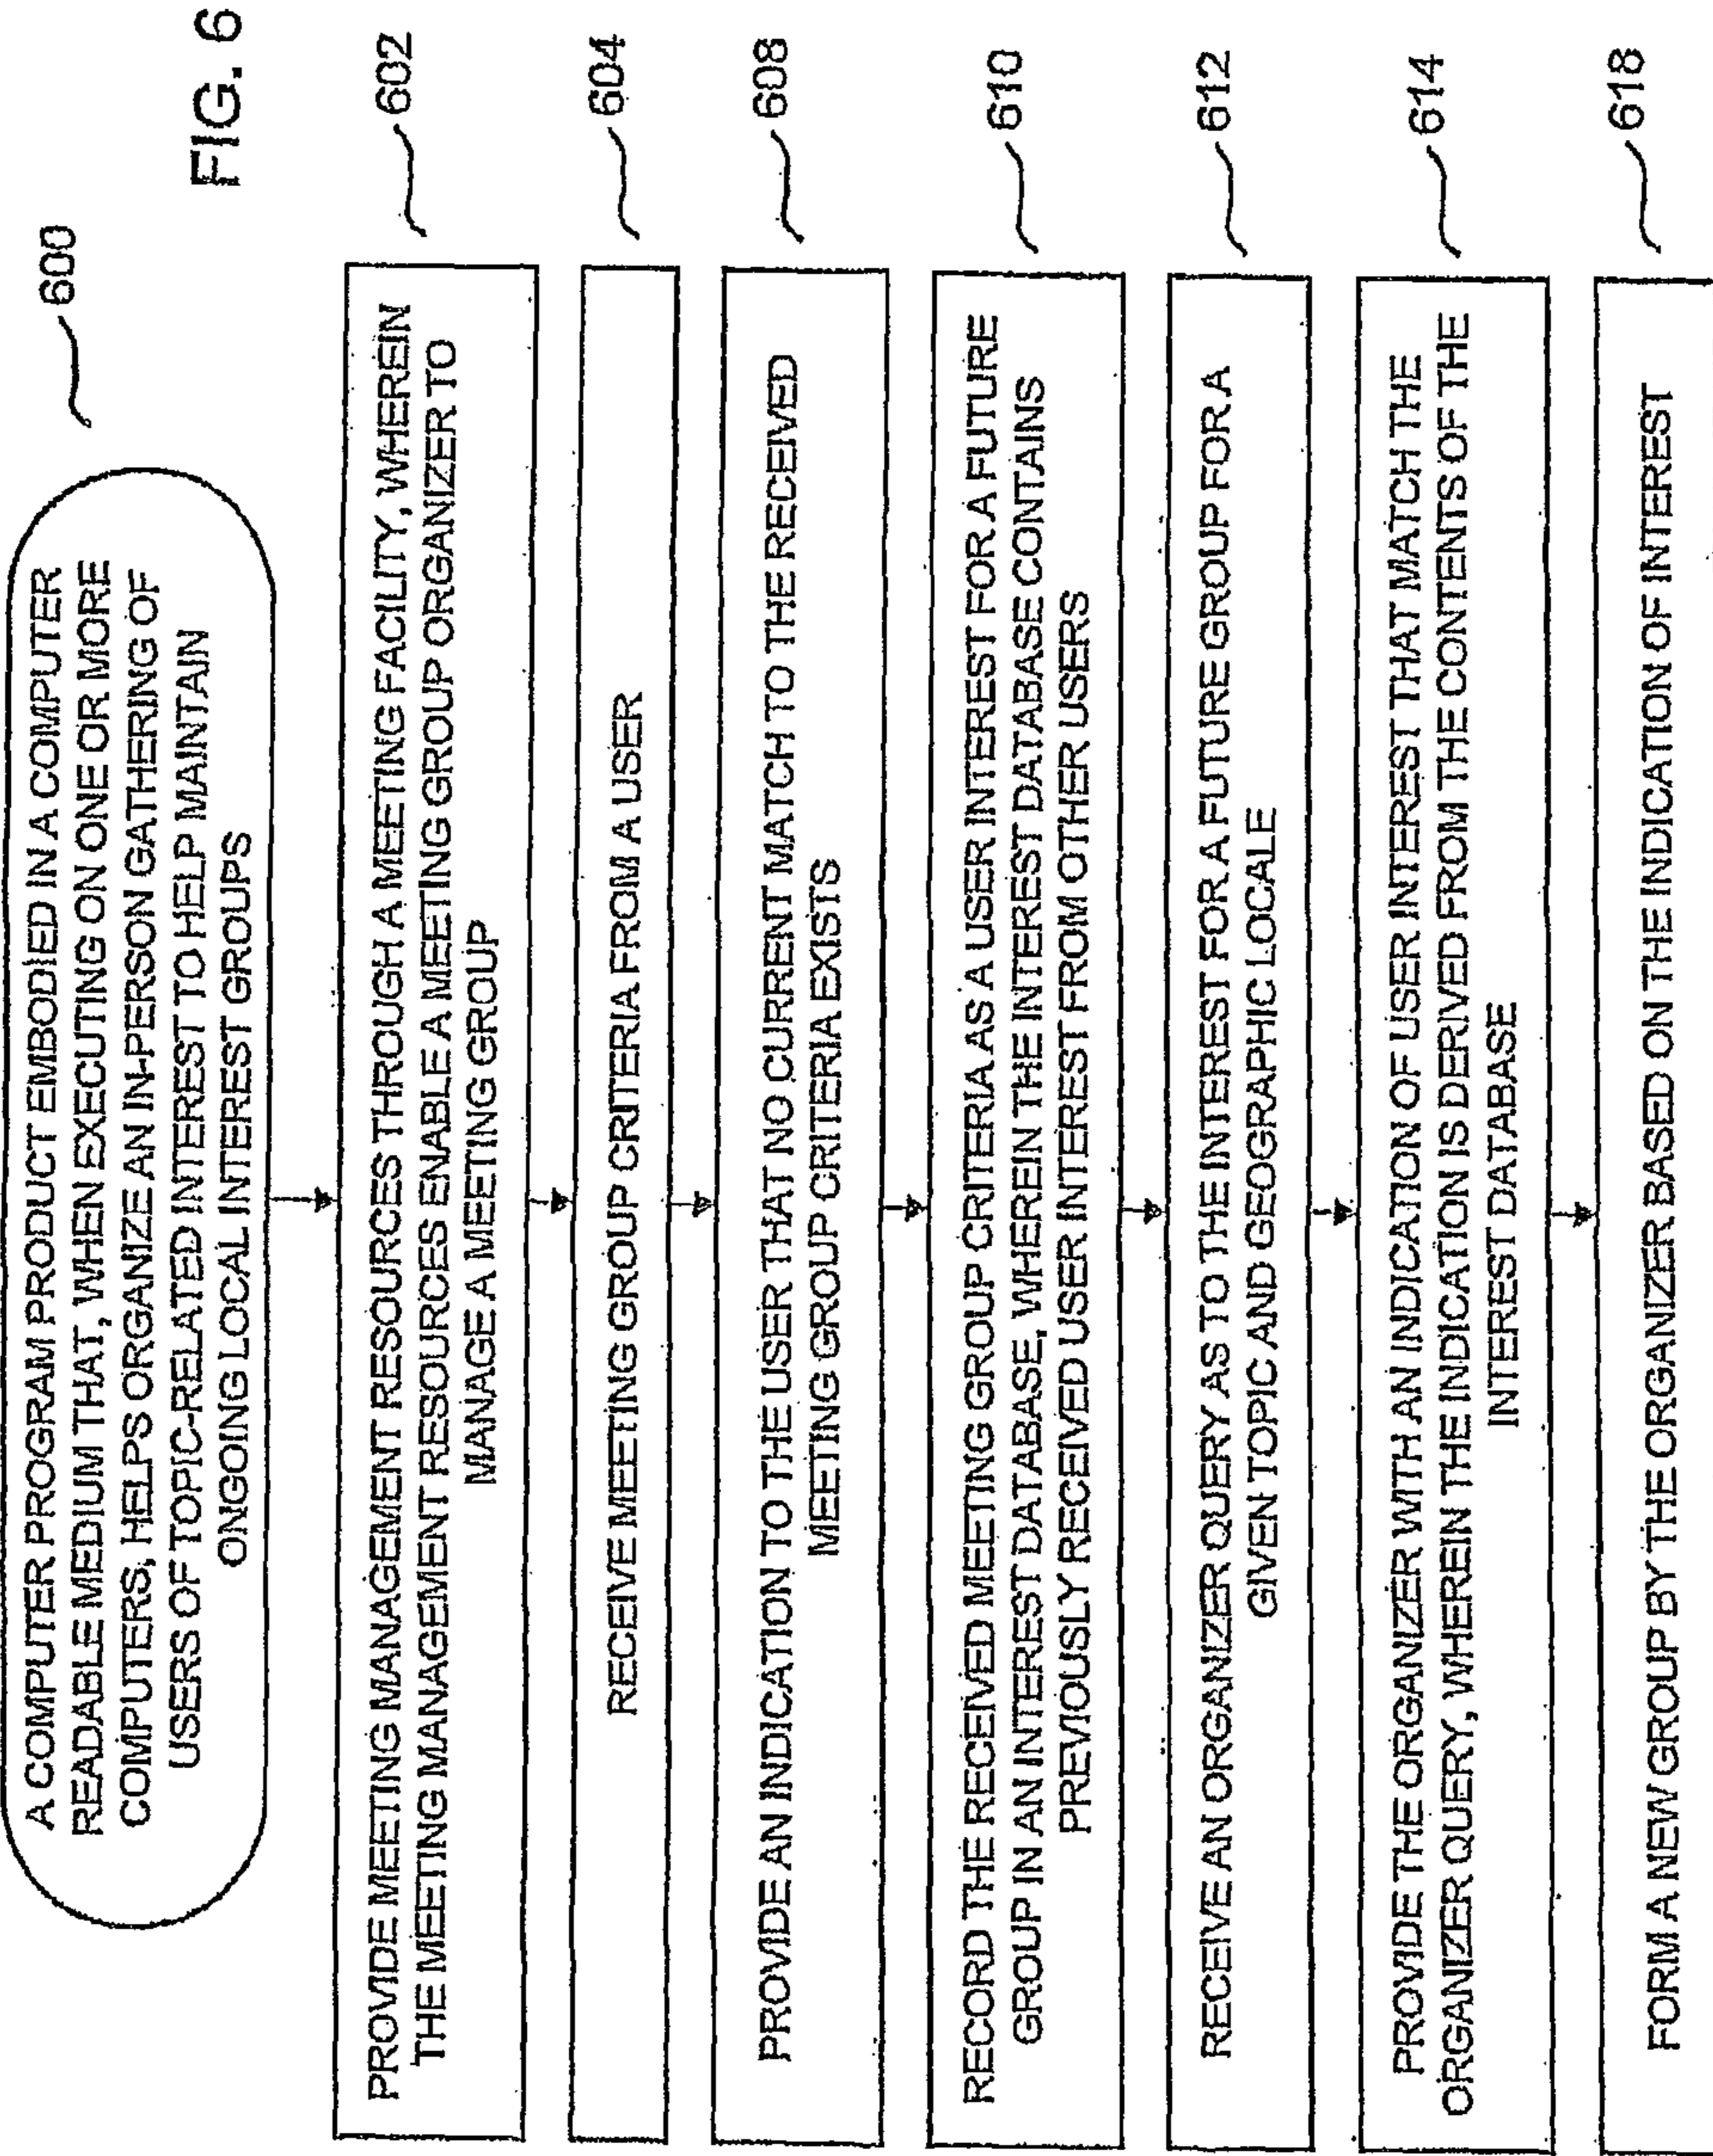 FIG. 6
600
A COMPUTER PROGRAM PRODUCT EMBODIED IN A COMPUTER
READABLE MEDIUM THAT, WHEN EXECUTING ON ONE OR MORE
COMPUTERS, HELPS ORGANIZE AN IN-PERSON GATHERING OF
USERS OF TOPIC-RELATED INTEREST TO HELP MAINTAIN
ONGOING LOCAL INTEREST GROUPS
602
PROVIDE MEETING MANAGEMENT RESOURCES THROUGH A MEETING FACILITY, WHEREIN
THE MEETING MANAGEMENT RESOURCES ENABLE A MEETING GROUP ORGANIZER TO
MANAGE A MEETING GROUP
604
RECEIVE MEETING GROUP CRITERIA FROM A USER
608
PROVIDE AN INDICATION TO THE USER THAT NO CURRENT MATCH TO THE RECEIVED
MEETING GROUP CRITERIA EXISTS
610
RECORD THE RECEIVED MEETING GROUP CRITERIA AS A USER INTEREST FOR A FUTURE
GROUP IN AN INTEREST DATABASE, WHEREIN THE INTEREST DATABASE CONTAINS
PREVIOUSLY RECEIVED USER INTEREST FROM OTHER USERS
612
RECEIVE AN ORGANIZER QUERY AS TO THE INTEREST FOR A FUTURE GROUP FOR A
GIVEN TOPIC AND GEOGRAPHIC LOCALE
614
PROVIDE THE ORGANIZER WITH AN INDICATION OF USER INTEREST THAT MATCH THE
ORGANIZER QUERY, WHEREIN THE INDICATION IS DERIVED FROM THE CONTENTS OF THE
INTEREST DATABASE
618
FORM A NEW GROUP BY THE ORGANIZER BASED ON THE INDICATION OF INTEREST